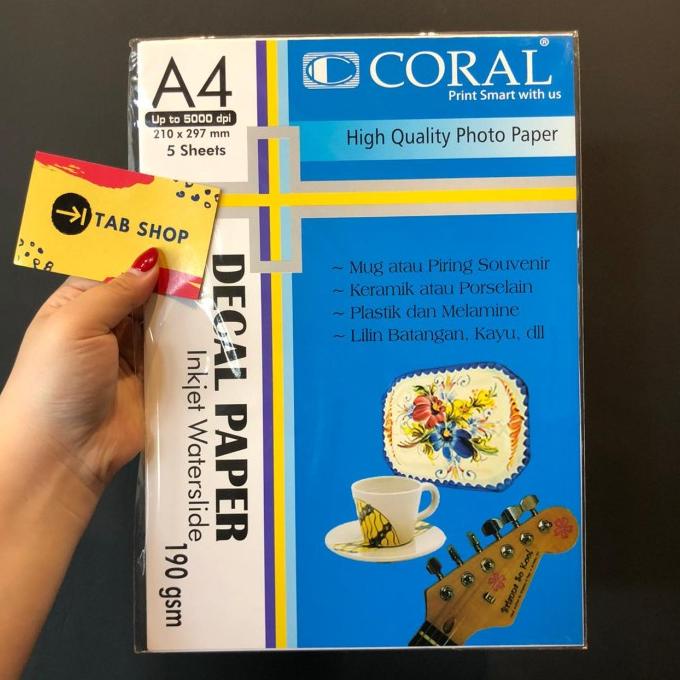 A4
Up to 5000 dpi
210 x 297 mm
5 Sheets
CORAL®
Print Smart with us
High Quality Photo Paper
TAB SHOP
DECAL PAPER
Inkjet Waterslide
190 gsm
~ Mug atau Piring Souvenir
~ Keramik atau Porselain
~ Plastik dan Melamine
~ Lilin Batangan, Kayu, dll